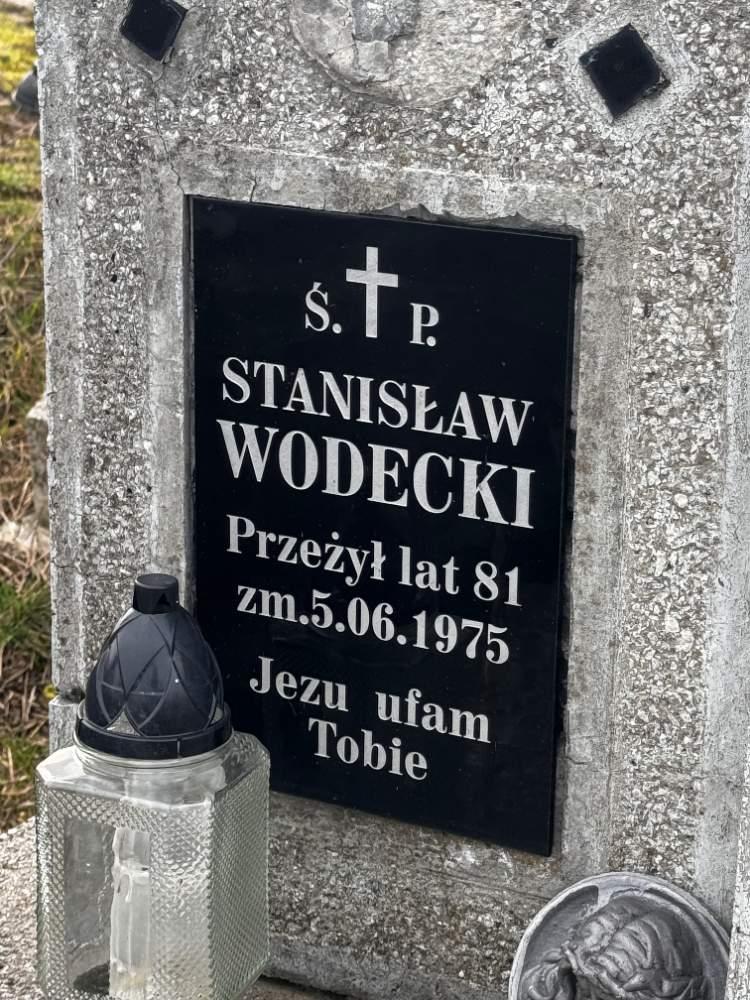 Ś. P.
STANISŁAW
WODECKI
Przeżył lat 81
zm.5.06.1975
Jezu ufam
Tobie